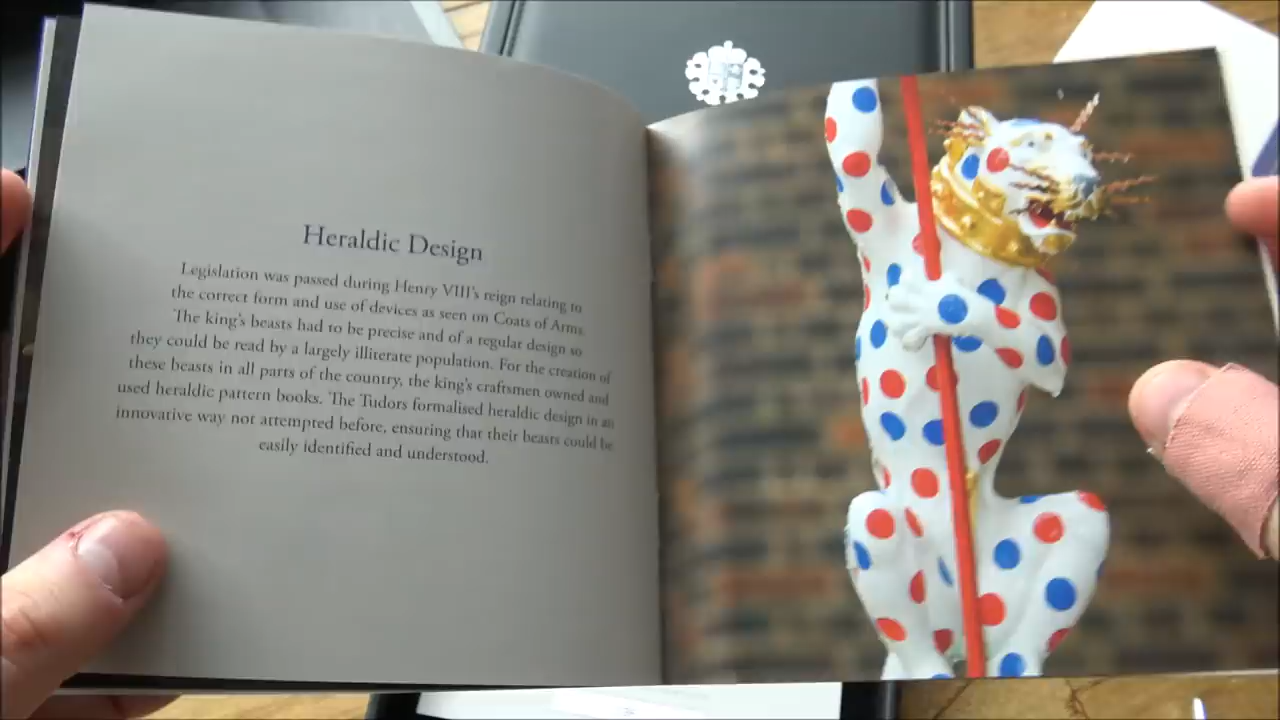 Heraldic Design
Legislation was passed during Henry VIII's reign relating to
the correct form and use of devices as seen on Coats of Arms.
The king's beasts had to be precise and of a regular design so
they could be read by a largely illiterate population. For the creation of
these beasts in all parts of the country, the king's craftsmen owned and
used heraldic pattern books. The Tudors formalised heraldic design in an
innovative way not attempted before, ensuring that their beasts could be
easily identified and understood.